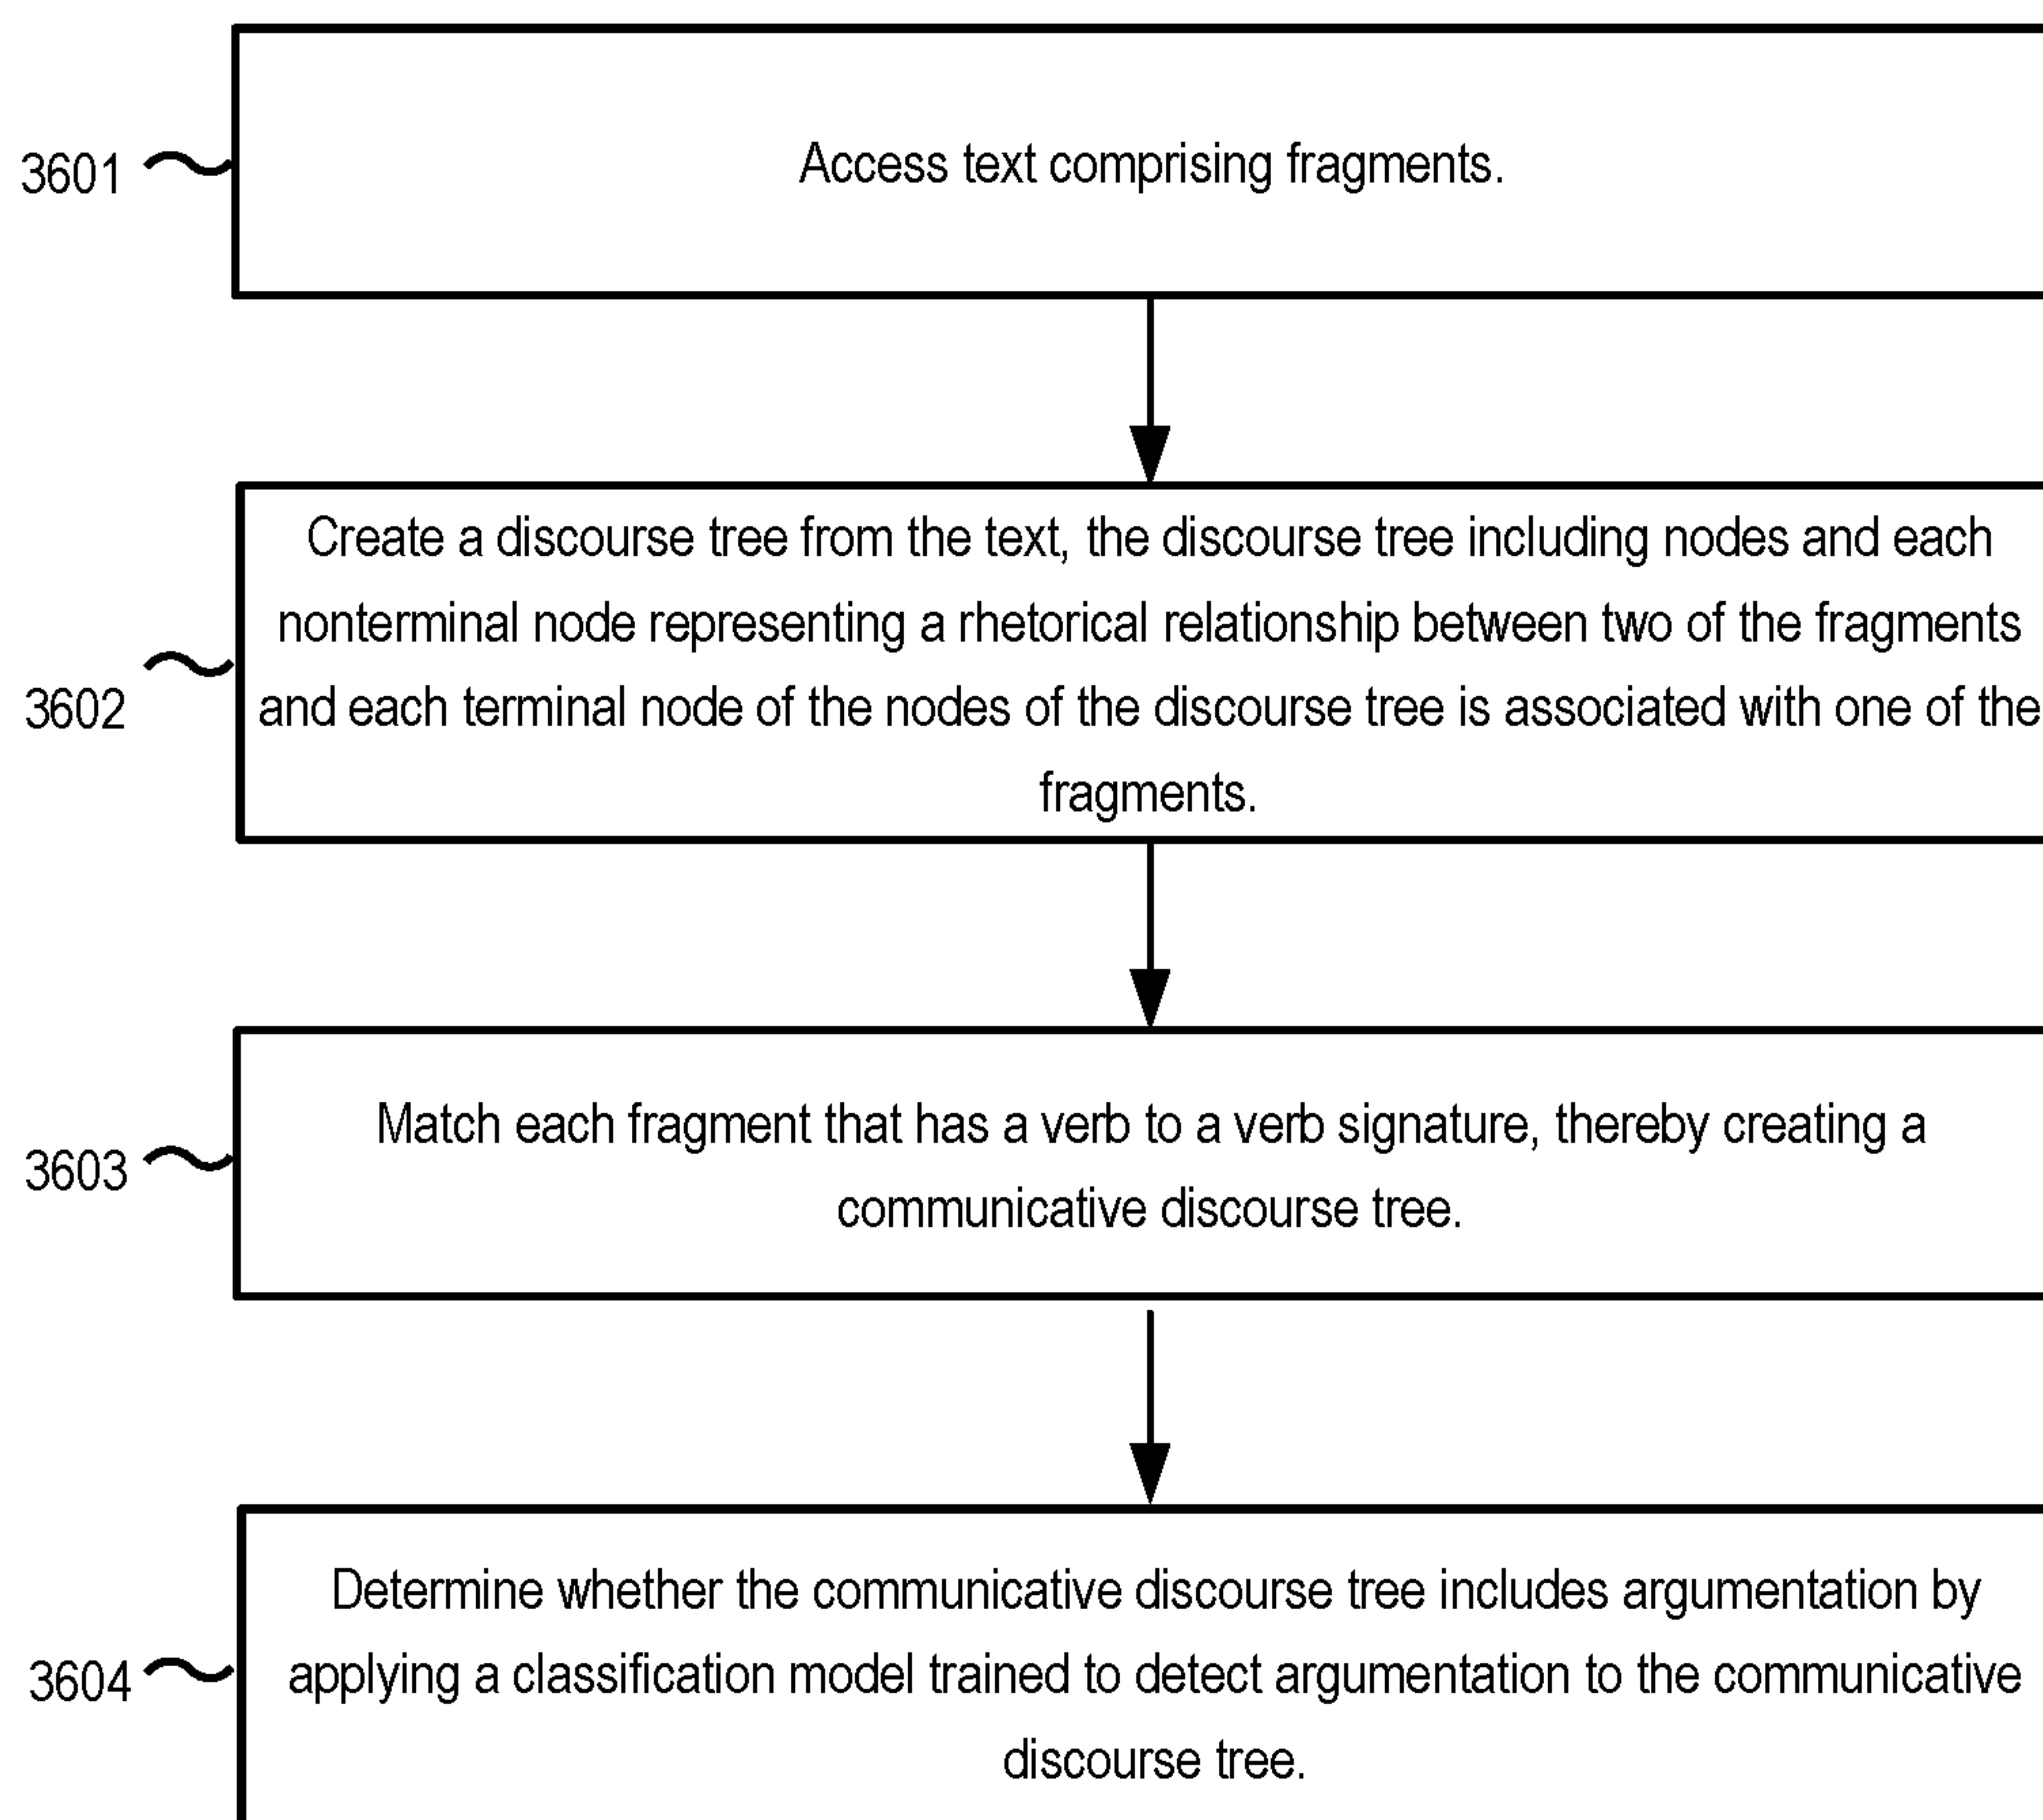 3601
Access text comprising fragments.
Create a discourse tree from the text, the discourse tree including nodes and each
nonterminal node representing a rhetorical relationship between two of the fragments
3602
and each terminal node of the nodes of the discourse tree is associated with one of the
fragments.
Match each fragment that has a verb to a verb signature, thereby creating a
3603
communicative discourse tree.
Determine whether the communicative discourse tree includes argumentation by
3604
applying a classification model trained to detect argumentation to the communicative
discourse tree.